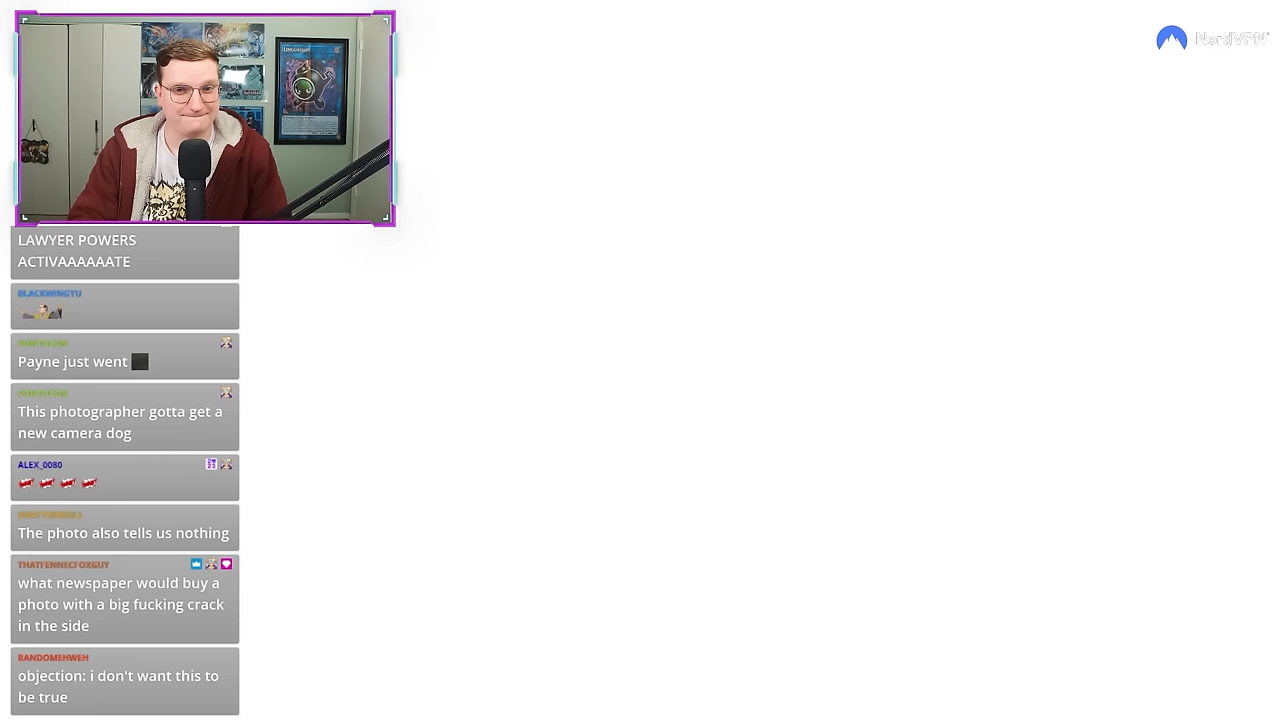 NordVPN
LAWYER POWERS
ACTIVAAAAAATE
BLACKWINGYU
Payne just went
This photographer gotta get a
new camera dog
ALEX_0080
The photo also tells us nothing
THATFENNECFOXGUY
what newspaper would buy a
photo with a big fucking crack
in the side
RANDOMEHWEH
objection: i don't want this to
be true